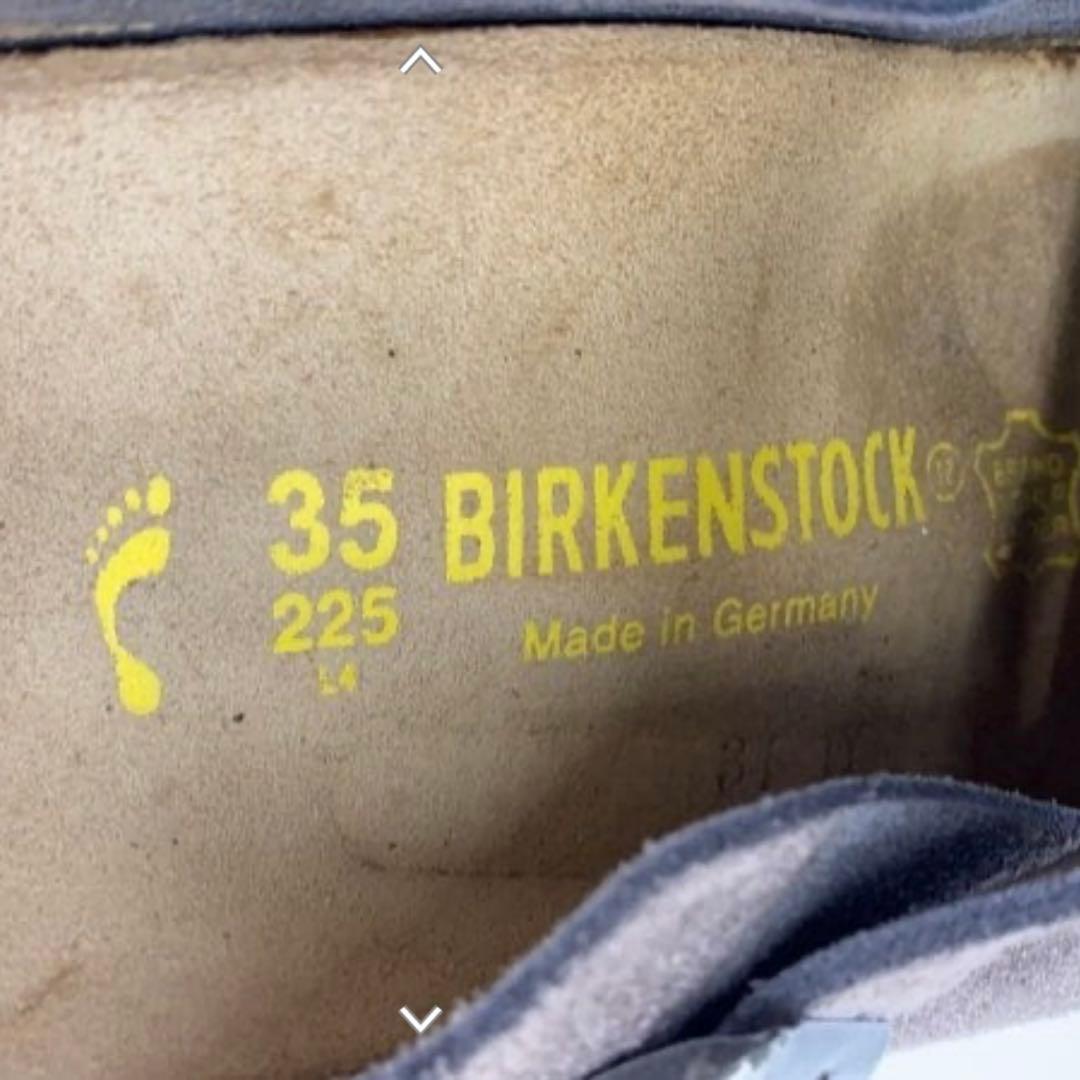 35 BIRKENSTOCK
225 Made in Germany
L4